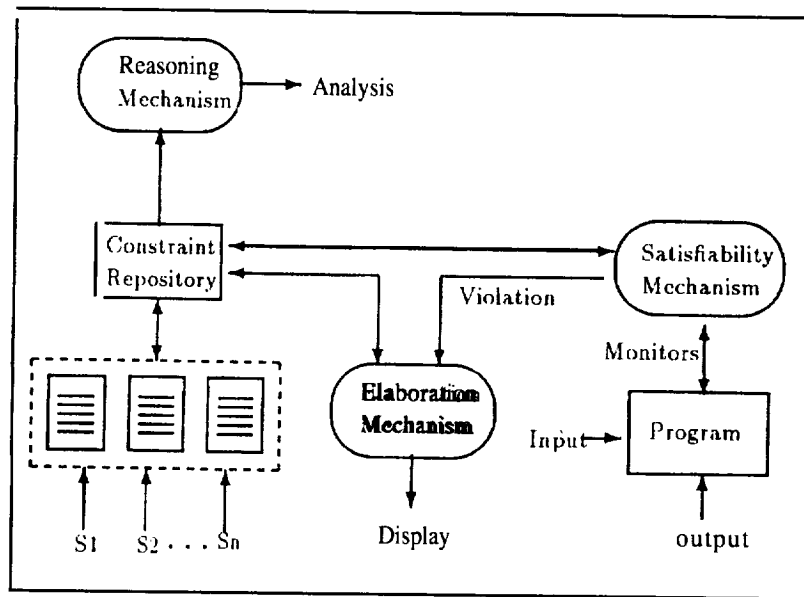 Reasoning
Mechanism
Analysis
Constraint
Repository
Satisfiability
Mechanism
Violation
Monitors
Elaboration
Mechanism
Input
Program
S1 S2 . . . Sn
Display
output